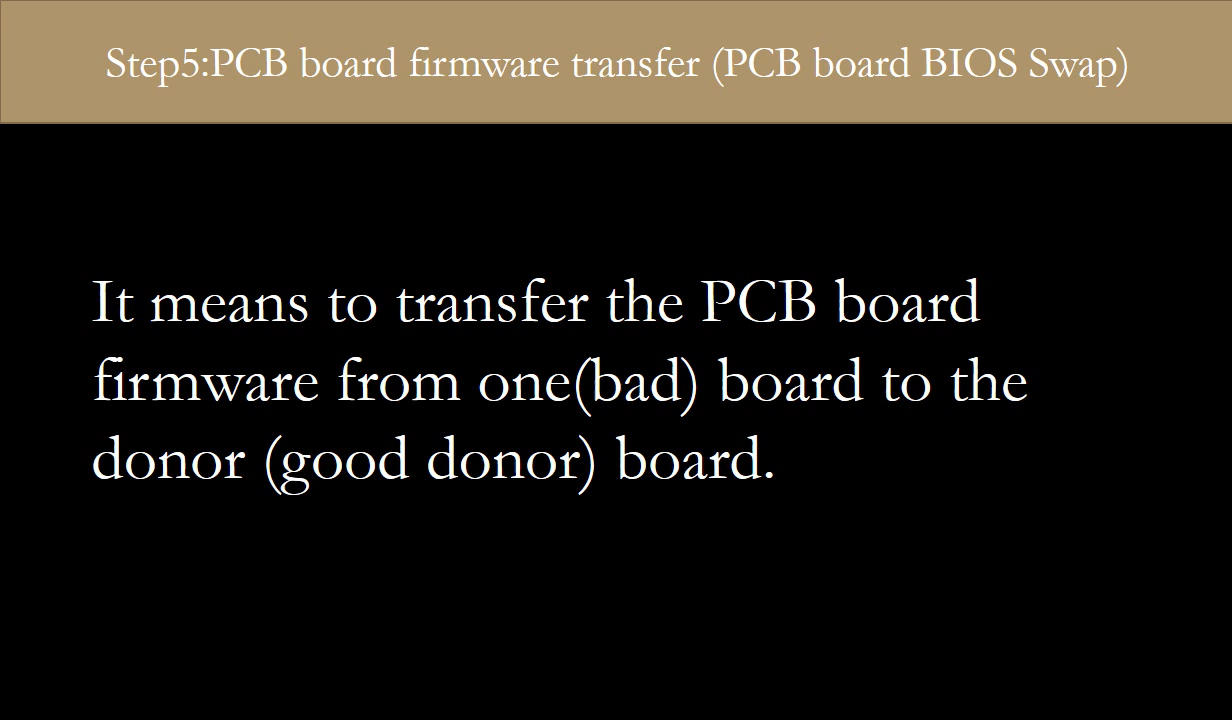 Step5:PCB board firmware transfer (PCB board BIOS Swap)
It means to transfer the PCB board
firmware from one(bad) board to the
donor (good donor) board.